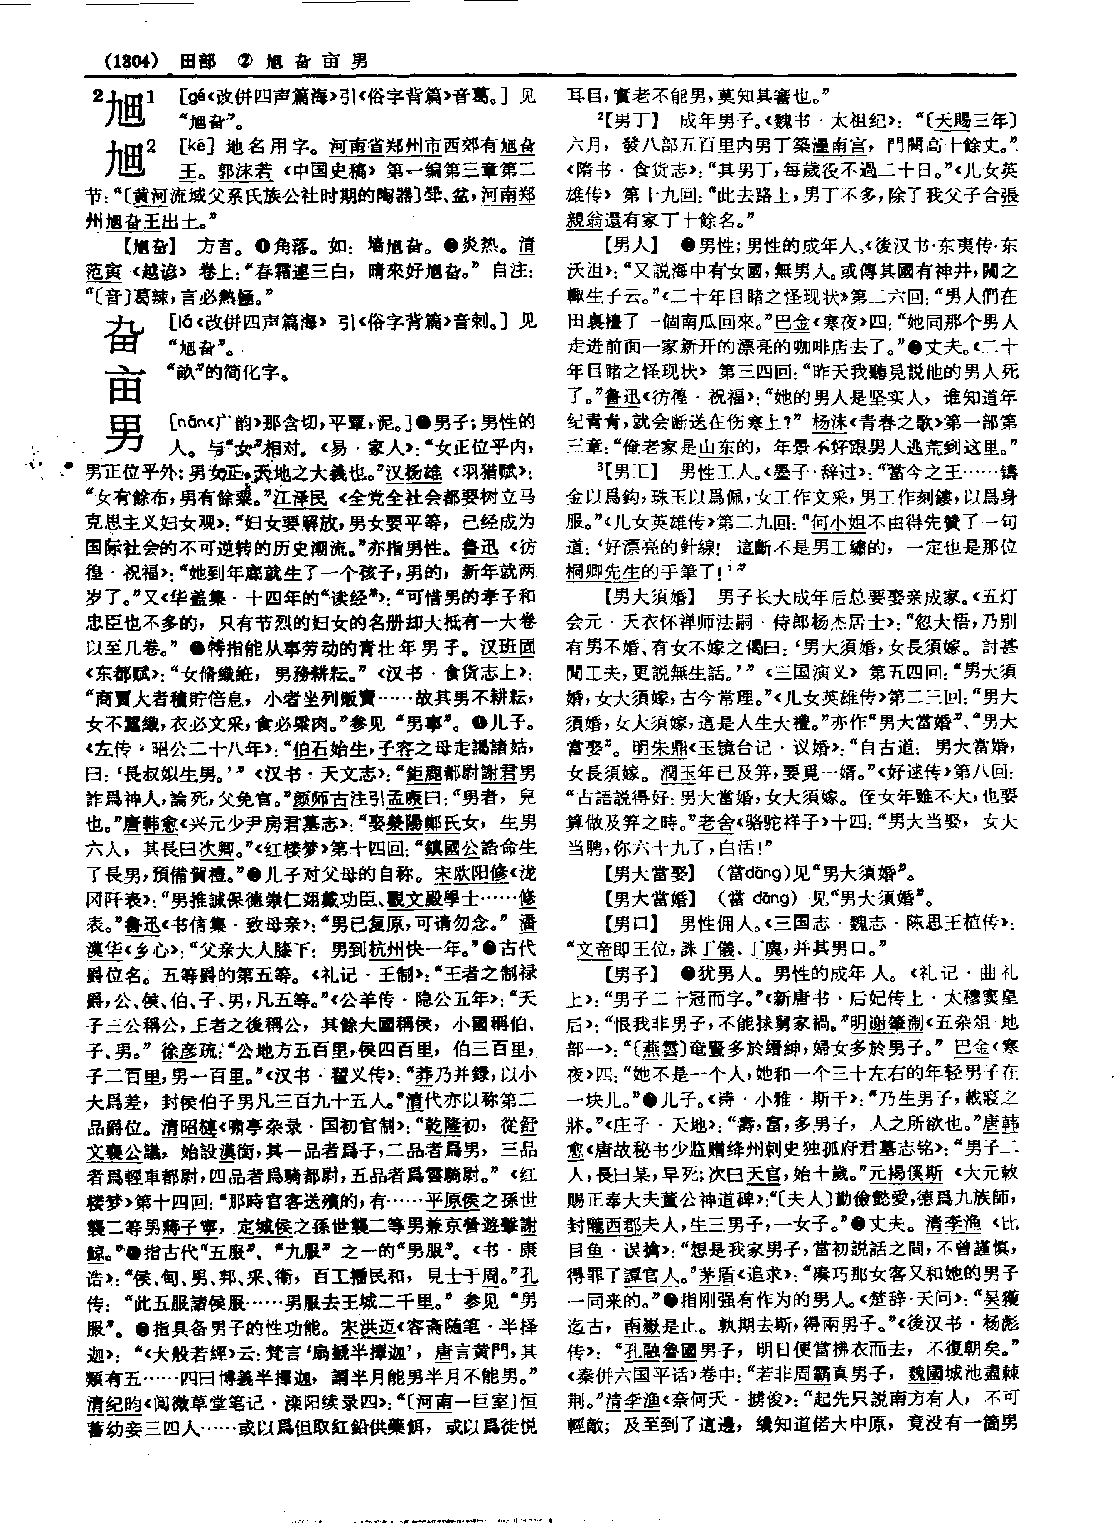 (1304) 田部 ② 旭 旮 亩 男
2 旭1 [gé《改併四声篇海》引《俗字背篇》音葛。] 见
“旭旮”。
旭2 [kē] 地名用字。河南省郑州市西郊有旭旮
王。郭沫若《中国史稿》第一编第三章第二
节：“〔黄河流域父系氏族公社时期的陶器〕斝、盆，河南郑
州旭旮王出土。”
【旭旮】 方言。❶角落。如：墙旭旮。❷炎热。清
范寅《越谚》卷上：“春霜連三白，晴來好旭旮。”自注：
“〔音〕葛辣，言必熱極。”
旮 [lá《改併四声篇海》引《俗字背篇》音剌。] 见
“旭旮”。
亩 “畝”的简化字。
男 [nán《广韵》那含切，平覃，泥。]❶男子；男性的
人。与“女”相对。《易·家人》：“女正位乎内，
男正位乎外；男女正，天地之大義也。”汉扬雄《羽猎赋》：
“女有餘布，男有餘粟。”江泽民《全党全社会都要树立马
克思主义妇女观》：“妇女要解放，男女要平等，已经成为
国际社会的不可逆转的历史潮流。”亦指男性。鲁迅《彷
徨·祝福》：“她到年底就生了一个孩子，男的，新年就两
岁了。”又《华盖集·十四年的“读经”》：“可惜男的孝子和
忠臣也不多的，只有节烈的妇女的名册却大抵有一大卷
以至几卷。”❷特指能从事劳动的青壮年男子。汉班固
《东都赋》：“女脩織紝，男務耕耘。”《汉书·食货志上》：
“商賈大者積貯倍息，小者坐列販賣……故其男不耕耘，
女不蠶織，衣必文采，食必粱肉。”参见“男事”。❸儿子。
《左传·昭公二十八年》：“伯石始生，子容之母走謁諸姑，
曰：‘長叔姒生男。’”《汉书·天文志》：“鉅鹿都尉謝君男
詐爲神人，論死，父免官。”颜师古注引孟康曰：“男者，兒
也。”唐韩愈《兴元少尹房君墓志》：“娶滎陽鄭氏女，生男
六人，其長曰次卿。”《红楼梦》第十四回：“鎮國公誥命生
了長男，預備賀禮。”❹儿子对父母的自称。宋欧阳修《泷
冈阡表》：“男推誠保德崇仁翊戴功臣、觀文殿學士……修
表。”鲁迅《书信集·致母亲》：“男已复原，可请勿念。”潘
漠华《乡心》：“父亲大人膝下：男到杭州快一年。”❺古代
爵位名。五等爵的第五等。《礼记·王制》：“王者之制禄
爵，公、侯、伯、子、男，凡五等。”《公羊传·隐公五年》：“天
子三公稱公，王者之後稱公，其餘大國稱侯，小國稱伯、
子、男。”徐彦疏：“公地方五百里，侯四百里，伯三百里，
子二百里，男一百里。”《汉书·翟义传》：“莽乃并錄，以小
大爲差，封侯伯子男凡三百九十五人。”清代亦以称第二
品爵位。清昭梿《啸亭杂录·国初官制》：“乾隆初，從舒
文襄公議，始設漢銜，其一品者爲子，二品者爲男，三品
者爲輕車都尉，四品者爲騎都尉，五品者爲雲騎尉。”《红
楼梦》第十四回：“那時官客送殯的，有……平原侯之孫世
襲二等男蔣子寧，定城侯之孫世襲二等男兼京營遊擊謝
鯨。”❻指古代“五服”、“九服”之一的“男服”。《书·康
诰》：“侯、甸、男、邦、采、衛，百工播民和，見士于周。”孔
传：“此五服諸侯服……男服去王城二千里。”参见“男
服”。❼指具备男子的性功能。宋洪迈《容斋随笔·半择
迦》：“《大般若經》云：梵言‘扇搋半擇迦’，唐言黄門，其
類有五……四曰博義半擇迦，謂半月能男半月不能男。”
清纪昀《阅微草堂笔记·滦阳续录四》：“〔河南一巨室〕恒
蓄幼妾三四人……或以爲但取紅鉛供藥餌，或以爲徒悦
耳目，實老不能男，莫知其審也。”
2【男丁】 成年男子。《魏书·太祖纪》：“〔天賜三年〕
六月，發八部五百里内男丁築灅南宫，門闕高十餘丈。”
《隋书·食货志》：“其男丁，每歲役不過二十日。”《儿女英
雄传》第十九回：“此去路上，男丁不多，除了我父子合張
親翁還有家丁十餘名。”
【男人】 ❶男性；男性的成年人。《後汉书·东夷传·东
沃沮》：“又説海中有女國，無男人。或傳其國有神井，闚之
輒生子云。”《二十年目睹之怪现状》第二六回：“男人們在
田裏種了一個南瓜回來。”巴金《寒夜》四：“她同那个男人
走进前面一家新开的漂亮的咖啡店去了。”❷丈夫。《二十
年目睹之怪现状》第三四回：“昨天我聽見說他的男人死
了。”鲁迅《彷徨·祝福》：“她的男人是坚实人，谁知道年
纪青青，就会断送在伤寒上？”杨沫《青春之歌》第一部第
三章：“俺老家是山东的，年景不好跟男人逃荒到这里。”
3【男工】 男性工人。《墨子·辞过》：“當今之王……鑄
金以爲鈎，珠玉以爲佩，女工作文采，男工作刻鏤，以爲身
服。”《儿女英雄传》第二九回：“何小姐不由得先贊了一句
道：‘好漂亮的針線！這斷不是男工繡的，一定也是那位
桐卿先生的手筆了！’”
【男大須婚】 男子长大成年后总要娶亲成家。《五灯
会元·天衣怀禅师法嗣·侍郎杨杰居士》：“忽大悟，乃别
有男不婚、有女不嫁之偈曰：‘男大須婚，女長須嫁。討甚
閒工夫，更説無生話。’”《三国演义》第五四回：“男大須
婚，女大須嫁，古今常理。”《儿女英雄传》第二三回：“男大
須婚，女大須嫁，這是人生大禮。”亦作“男大當婚”、“男大
當娶”。明朱鼎《玉镜台记·议婚》：“自古道：男大當婚，
女長須嫁。潤玉年已及笄，要覓一婿。”《好逑传》第八回：
“古語説得好：男大當婚，女大須嫁。侄女年雖不大，也要
算做及笄之時。”老舍《骆驼祥子》十四：“男大当娶，女大
当聘，你六十九了，白活！”
【男大當娶】 （當dāng）见“男大須婚”。
【男大當婚】 （當dāng）见“男大須婚”。
【男口】 男性佣人。《三国志·魏志·陈思王植传》：
“文帝即王位，誅丁儀、丁廙，并其男口。”
【男子】 ❶犹男人。男性的成年人。《礼记·曲礼
上》：“男子二十冠而字。”《新唐书·后妃传上·太穆窦皇
后》：“恨我非男子，不能捄舅家禍。”明谢肇淛《五杂俎·地
部一》：“〔燕雲〕奄豎多於縉紳，婦女多於男子。”巴金《寒
夜》四：“她不是一个人，她和一个三十左右的年轻男子在
一块儿。”❷儿子。《诗·小雅·斯干》：“乃生男子，載寢之
牀。”《庄子·天地》：“壽，富，多男子，人之所欲也。”唐韩
愈《唐故秘书少监赠绛州刺史独孤府君墓志铭》：“男子二
人，長曰某，早死；次曰天官，始十歲。”元揭傒斯《大元敕
賜正奉大夫董公神道碑》：“〔夫人〕勤儉慈愛，德爲九族師，
封隴西郡夫人，生三男子，一女子。”❸丈夫。清李渔《比
目鱼·误擒》：“想是我家男子，當初説話之間，不曾謹慎，
得罪了譚官人。”茅盾《追求》：“凑巧那女客又和她的男子
一同来的。”❹指刚强有作为的男人。《楚辞·天问》：“吴獲
迄古，南嶽是止。孰期去斯，得兩男子。”《後汉书·杨彪
传》：“孔融魯國男子，明日便當拂衣而去，不復朝矣。”
《秦併六国平话》卷中：“若非周霸真男子，魏國城池盡棘
荆。”清李渔《奈何天·掳俊》：“起先只説南方有人，不可
輕敵；及至到了這邊，纔知道偌大中原，竟没有一箇男